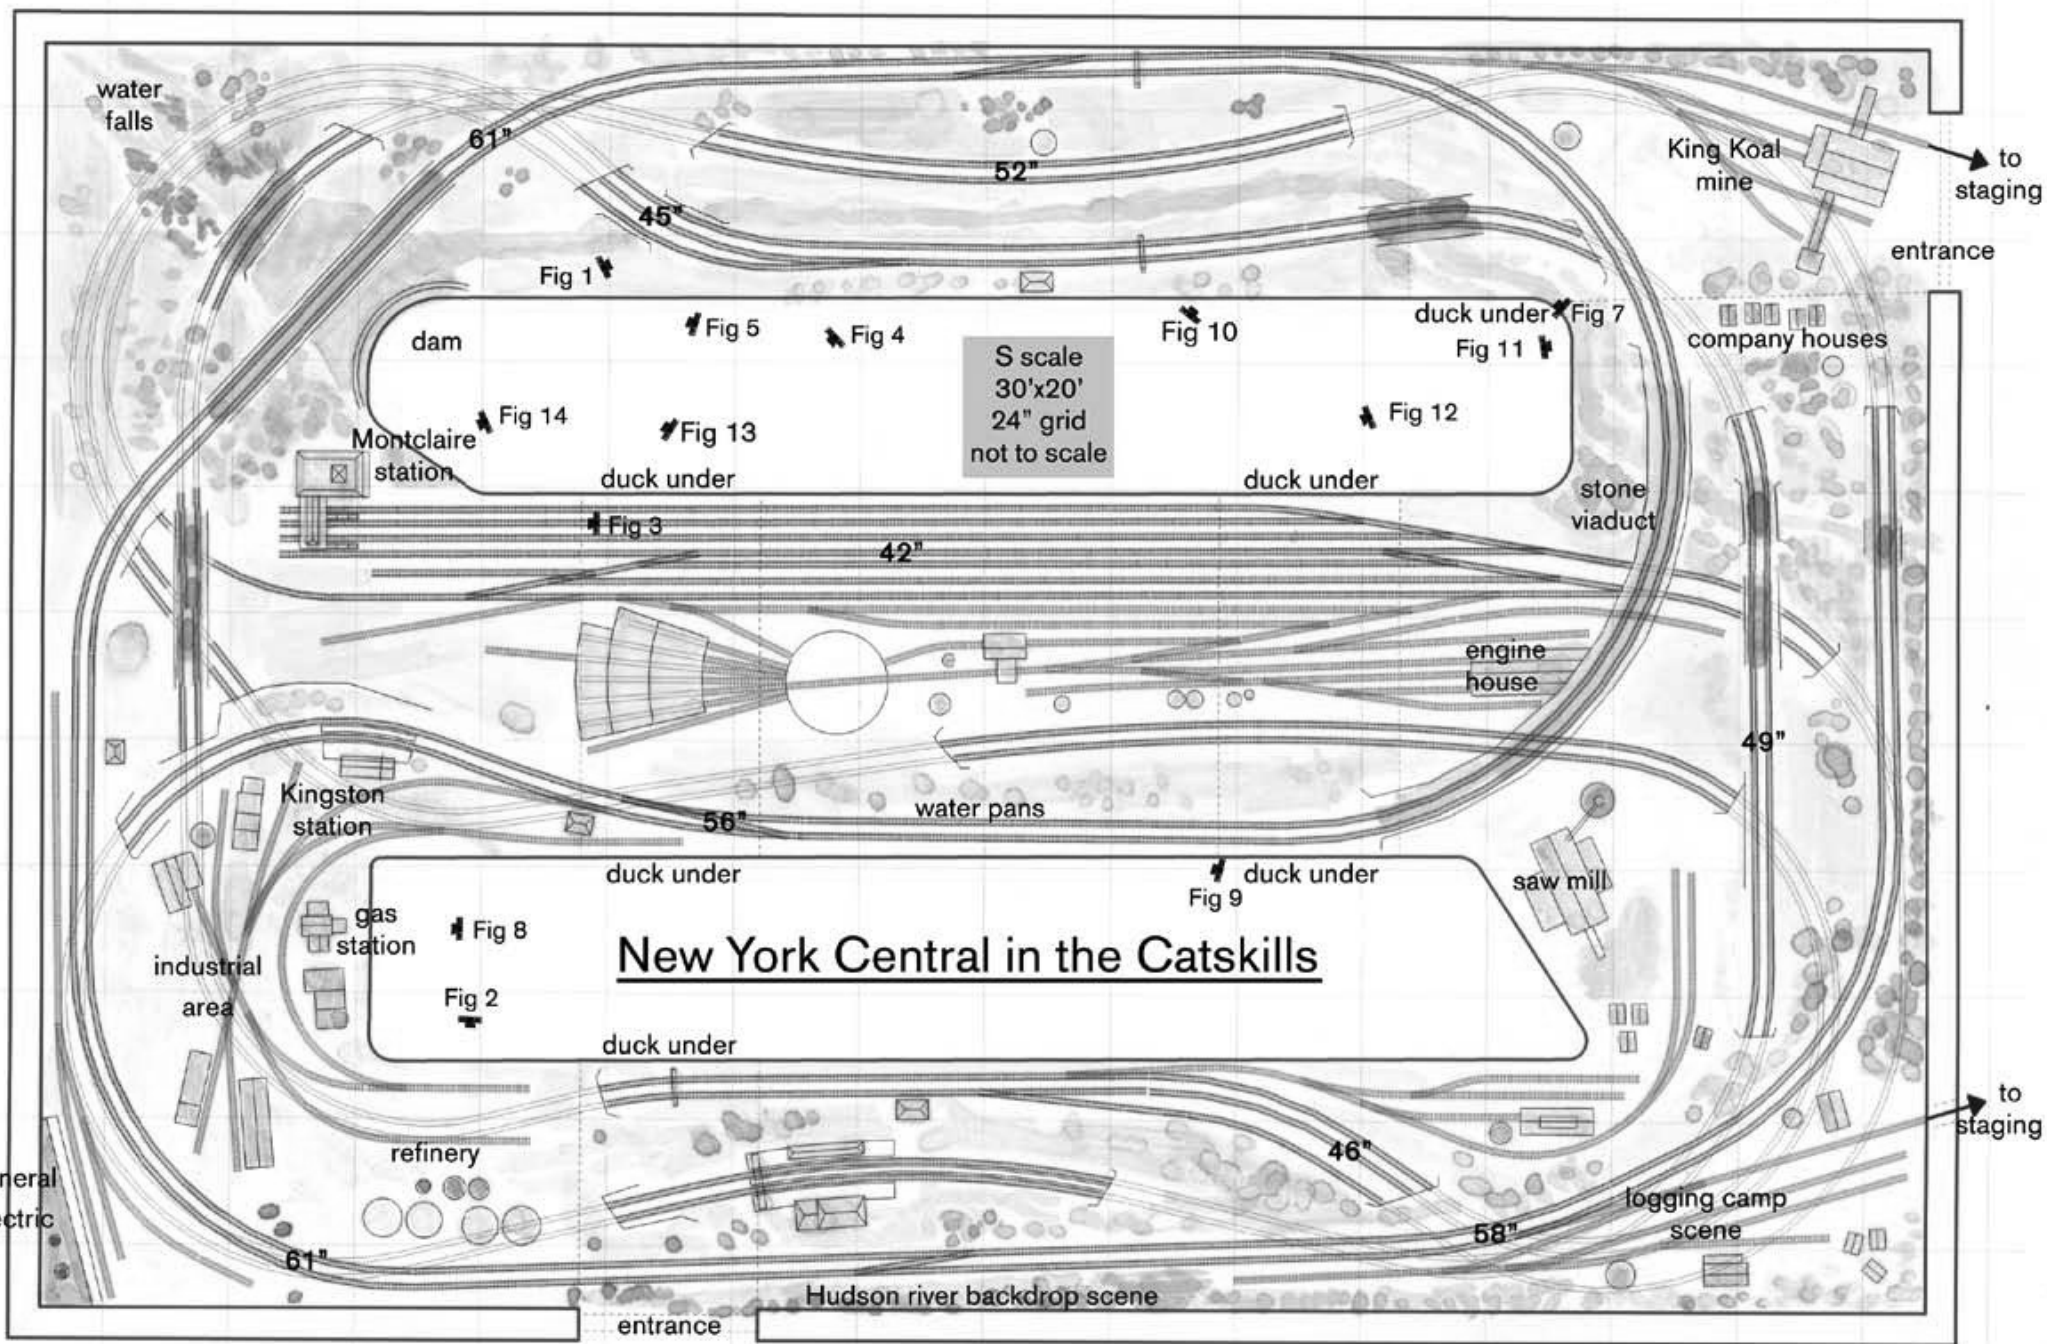 water
falls
61"
52"
45"
King Koal
mine
to
staging
entrance
Fig 1
dam
Fig 5
Fig 4
Fig 10
duck under
Fig 7
Fig 11
company houses
S scale
30'x20'
24" grid
not to scale
Fig 14
Fig 13
Fig 12
Montclaire
station
duck under
duck under
stone
viaduct
Fig 3
42"
engine
house
49"
Kingston
station
56"
water pans
duck under
Fig 9
duck under
saw mill
gas
station
Fig 8
New York Central in the Catskills
industrial
area
Fig 2
duck under
to
staging
46"
refinery
neral
ctric
logging camp
scene
58"
61"
Hudson river backdrop scene
entrance